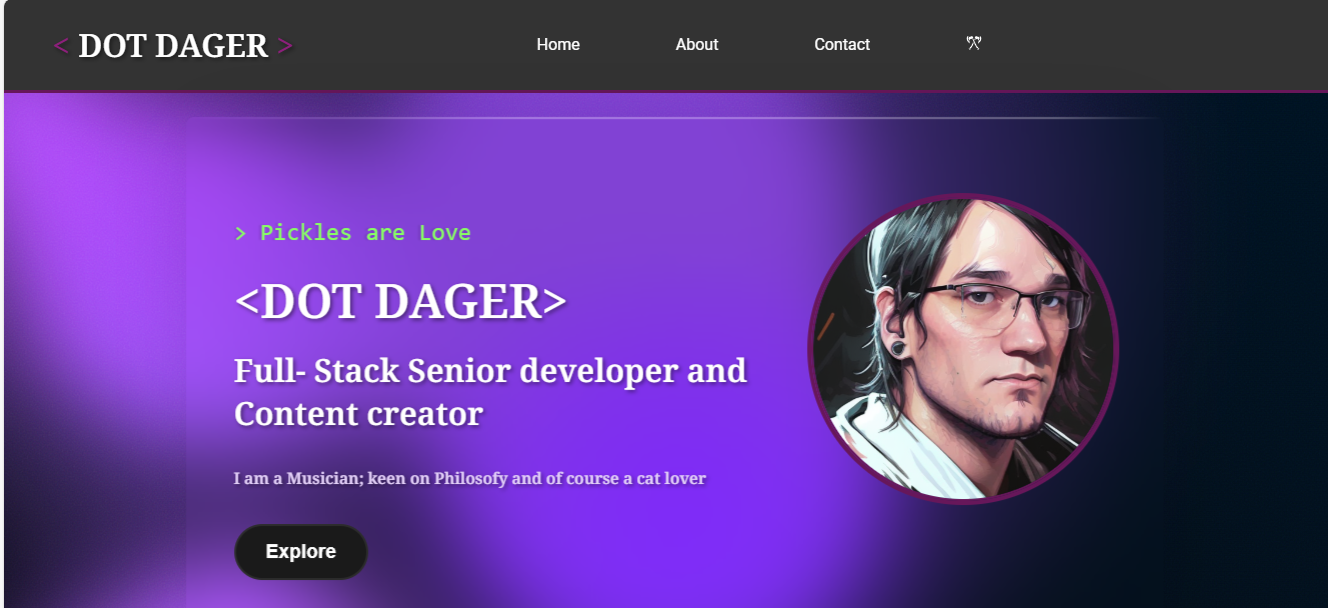 < DOT DAGER >
Home About Contact
> Pickles are Love
<DOT DAGER>
Full- Stack Senior developer and
Content creator
I am a Musician; keen on Philosofy and of course a cat lover
Explore